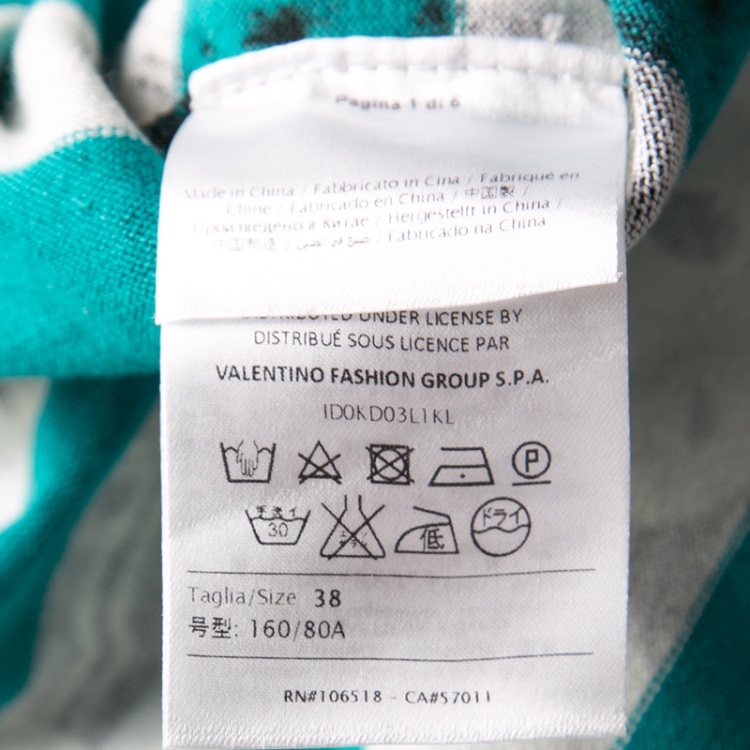 Pagina 1 di 6
Made in China / Fabbricato in Cina / Fabriqué en
Chine / Fabricado en China / 中国製 /
Произведено в Китае / Hergestellt in China /
中国制造 / صنع في الصين / Fabricado na China
DISTRIBUTED UNDER LICENSE BY
DISTRIBUÉ SOUS LICENCE PAR
VALENTINO FASHION GROUP S.P.A.
ID0KD03L1KL
P
手洗イ 30 低 ドライ
Taglia/Size 38
号型: 160/80A
RN#106518 - CA#57011